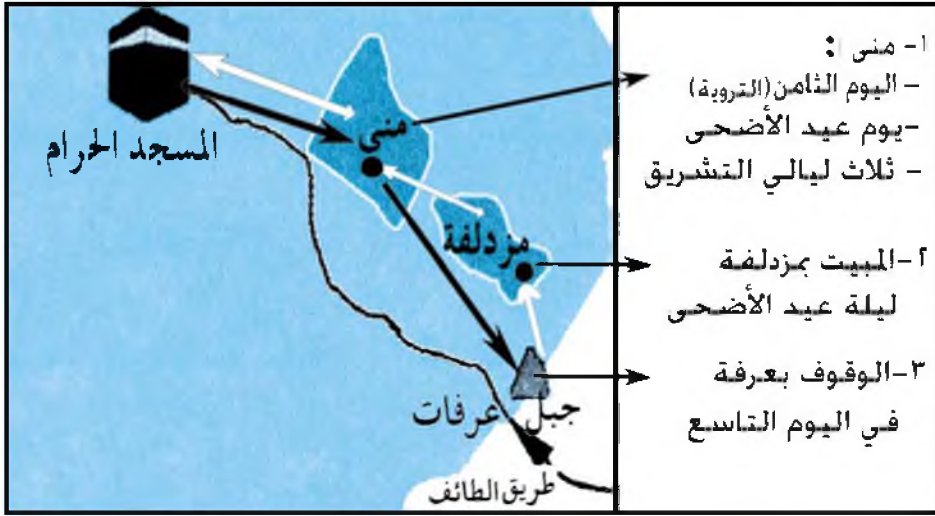 ١- منى :
– اليوم الثامن (التروية)
-يوم عيد الأضحى
- ثلاث ليالي التشريق
٢-المبيت بمزدلفة
ليلة عيد الأضحى
٣-الوقوف بعرفة
في اليوم التاسع
المسجد الحرام
منى
مزدلفة
جبل عرفات
طريق الطائف